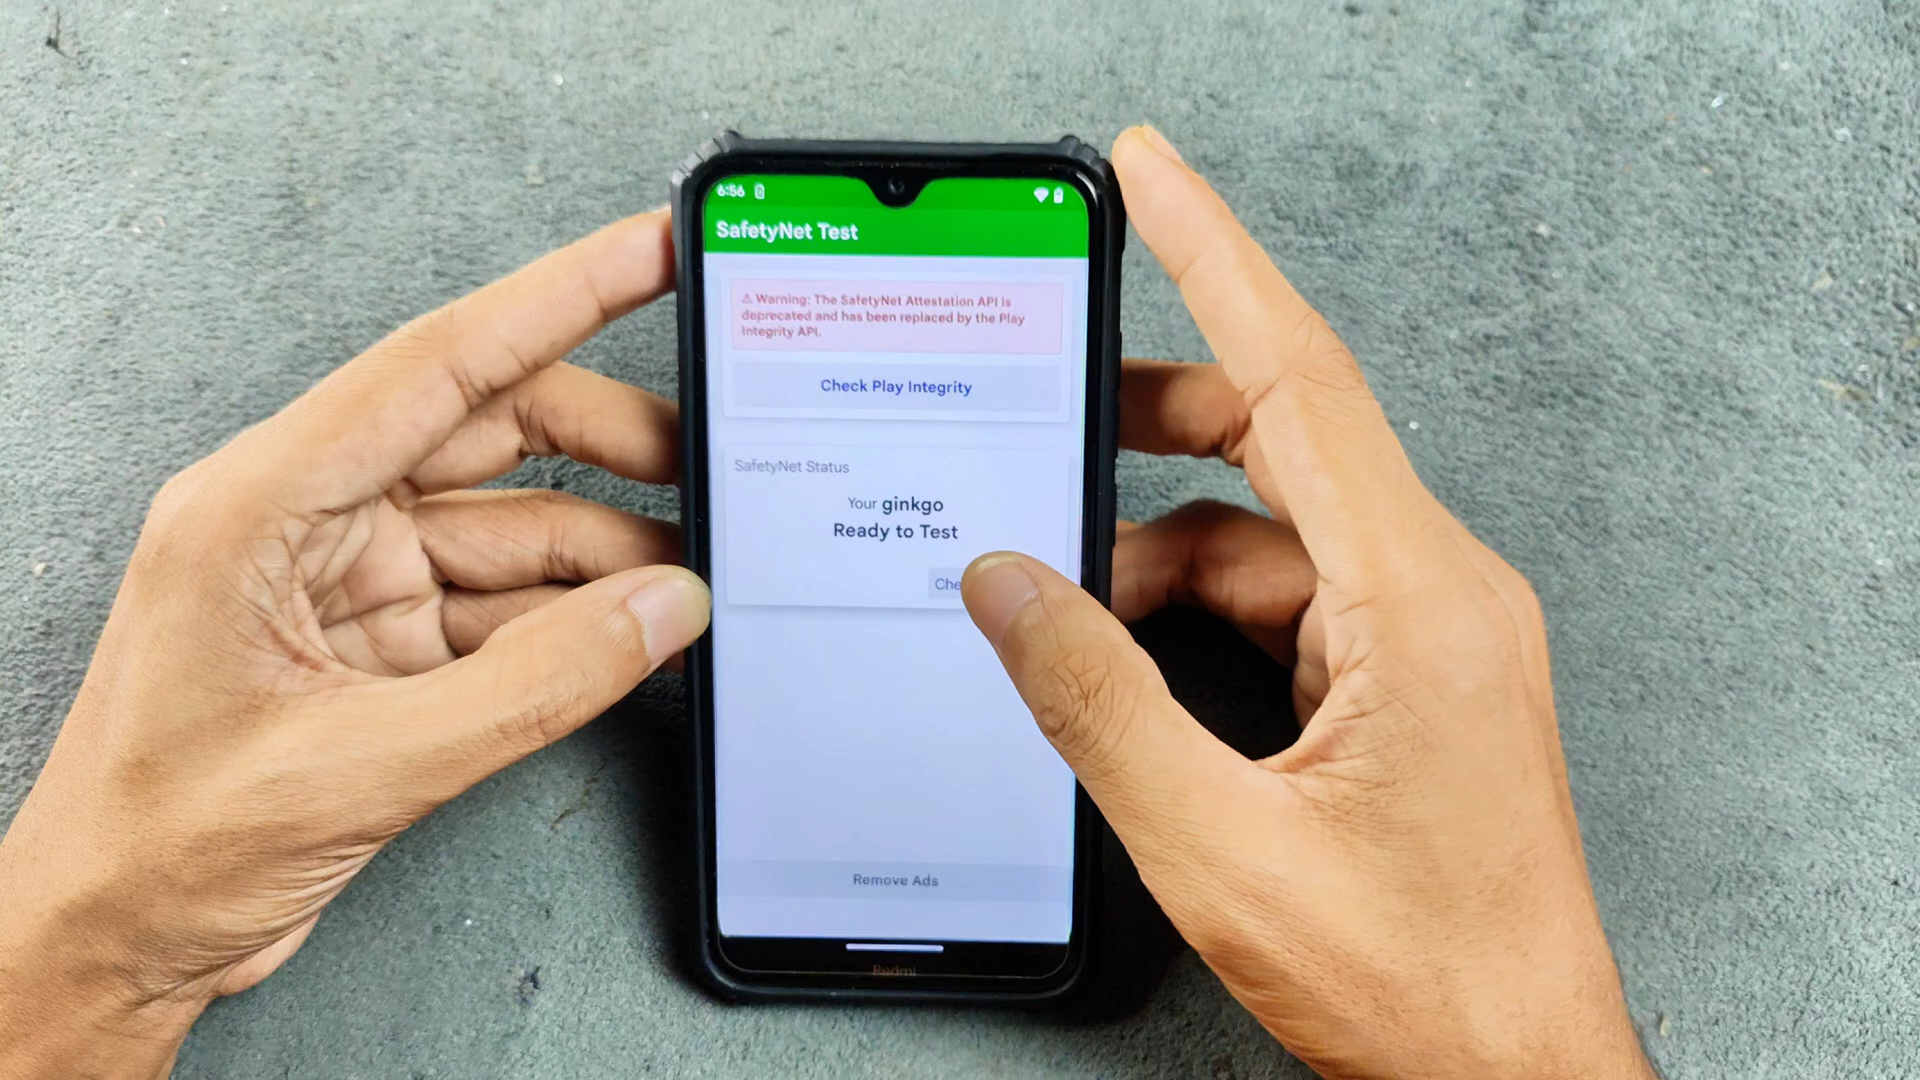 6:56
SafetyNet Test
⚠ Warning: The SafetyNet Attestation API is
deprecated and has been replaced by the Play
Integrity API.
Check Play Integrity
SafetyNet Status
Your ginkgo
Ready to Test
Che
Remove Ads
Redmi